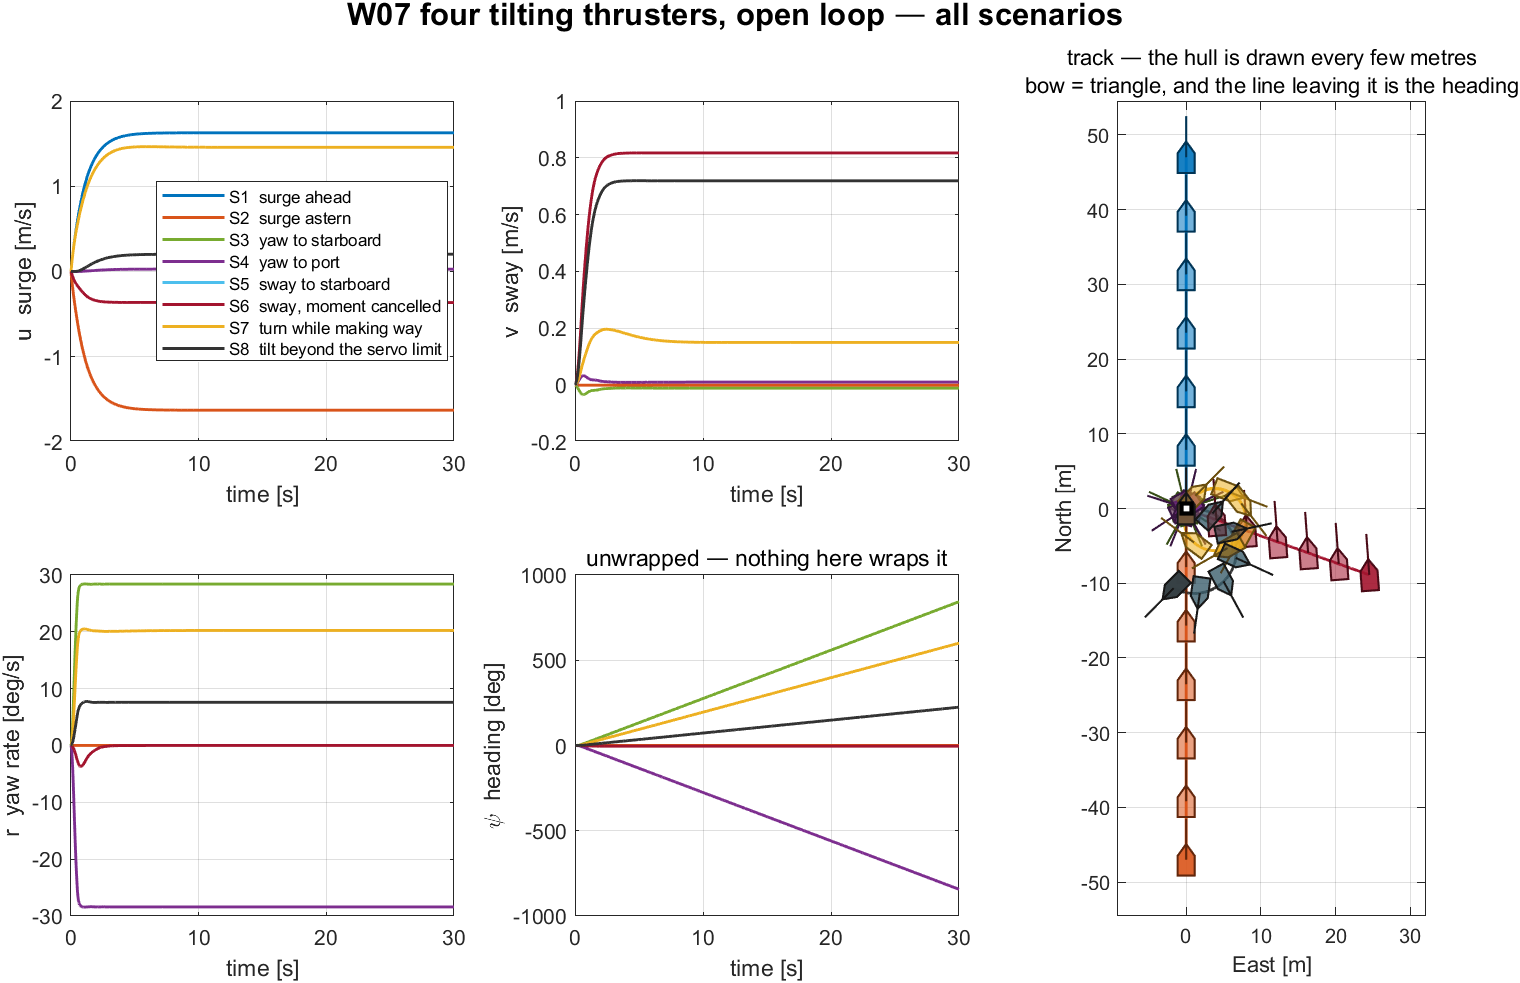 W07 four tilting thrusters, open loop — all scenarios
2
1
0
-1
-2
u surge [m/s]
0
10
20
30
time [s]
S1 surge ahead
S2 surge astern
S3 yaw to starboard
S4 yaw to port
S5 sway to starboard
S6 sway, moment cancelled
S7 turn while making way
S8 tilt beyond the servo limit
1
0.8
0.6
0.4
0.2
0
-0.2
v sway [m/s]
0
10
20
30
time [s]
track — the hull is drawn every few metres
bow = triangle, and the line leaving it is the heading
50
40
30
20
10
0
-10
-20
-30
-40
-50
North [m]
0
10
20
30
East [m]
30
20
10
0
-10
-20
-30
r yaw rate [deg/s]
0
10
20
30
time [s]
unwrapped — nothing here wraps it
1000
500
0
-500
-1000
ψ heading [deg]
0
10
20
30
time [s]